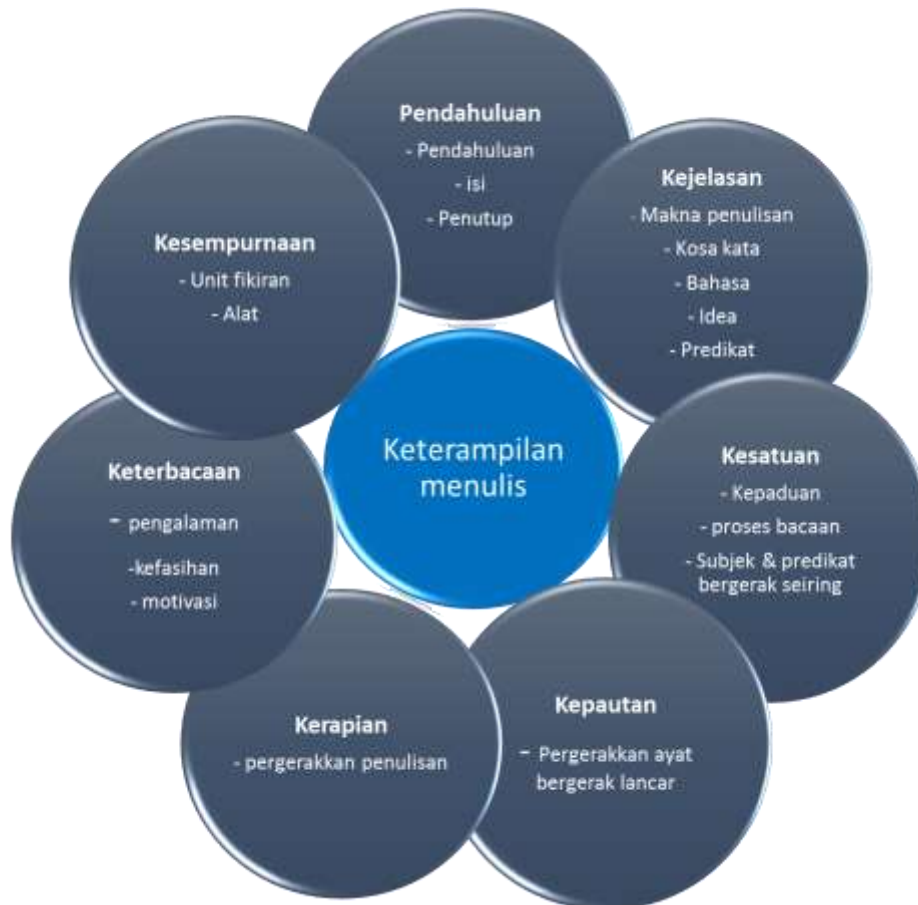 Pendahuluan
- Pendahuluan
- isi
- Penutup
Kejelasan
- Makna penulisan
- Kosa kata
- Bahasa
- Idea
- Predikat
Kesatuan
- Kepaduan
- proses bacaan
- Subjek & predikat
bergerak seiring
Kepautan
- Pergerakkan ayat
bergerak lancar
Kerapian
- pergerakkan penulisan
Keterbacaan
- pengalaman
-kefasihan
- motivasi
Kesempurnaan
- Unit fikiran
- Alat
Keterampilan
menulis